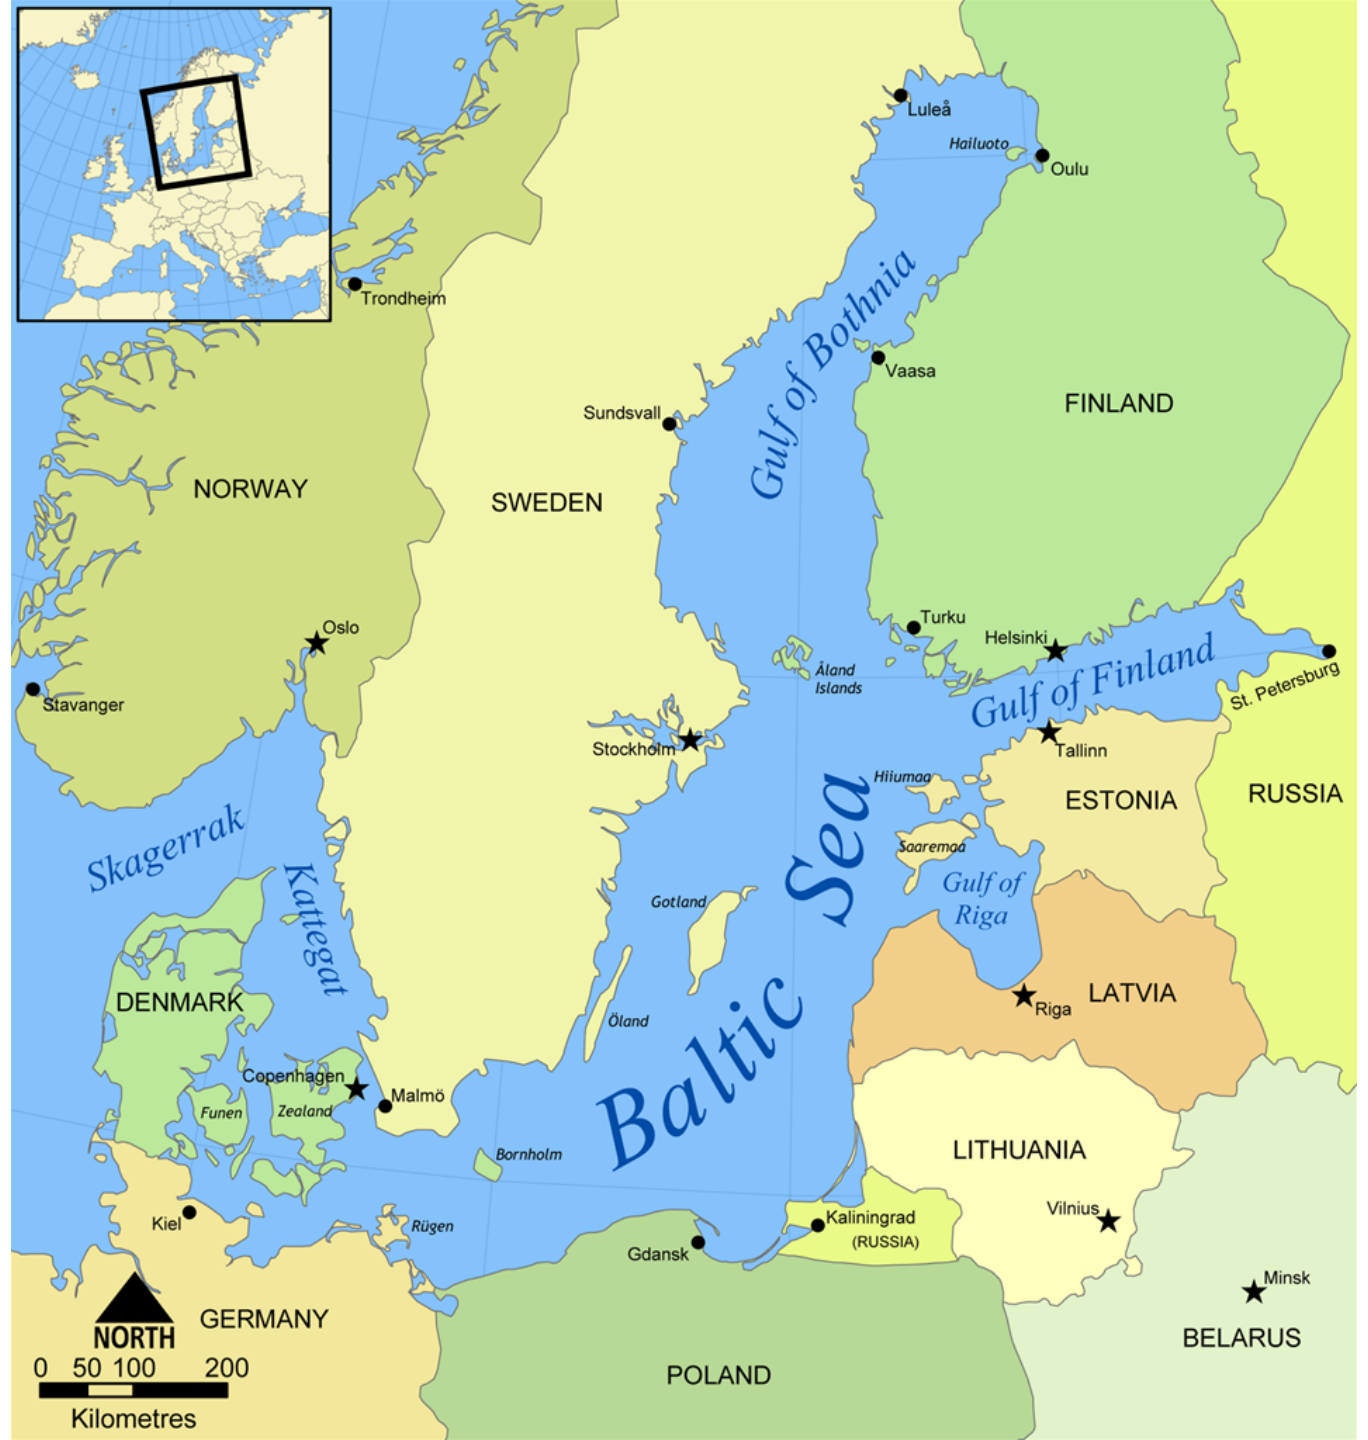 Luleå
Hailuoto
Oulu
Trondheim
Gulf of Bothnia
Vaasa
FINLAND
Sundsvall
NORWAY
SWEDEN
Turku
Oslo
Helsinki
Åland
Islands
Gulf of Finland
St. Petersburg
Stavanger
Stockholm
Tallinn
Hiiumaa
ESTONIA
RUSSIA
Skagerrak
Saaremaa
Kattegat
Gulf of
Riga
Gotland
Baltic Sea
DENMARK
LATVIA
Riga
Öland
Copenhagen
Malmö
Funen
Zealand
Bornholm
LITHUANIA
Vilnius
Kiel
Rügen
Kaliningrad
(RUSSIA)
Gdansk
Minsk
GERMANY
NORTH
BELARUS
0 50 100 200
POLAND
Kilometres